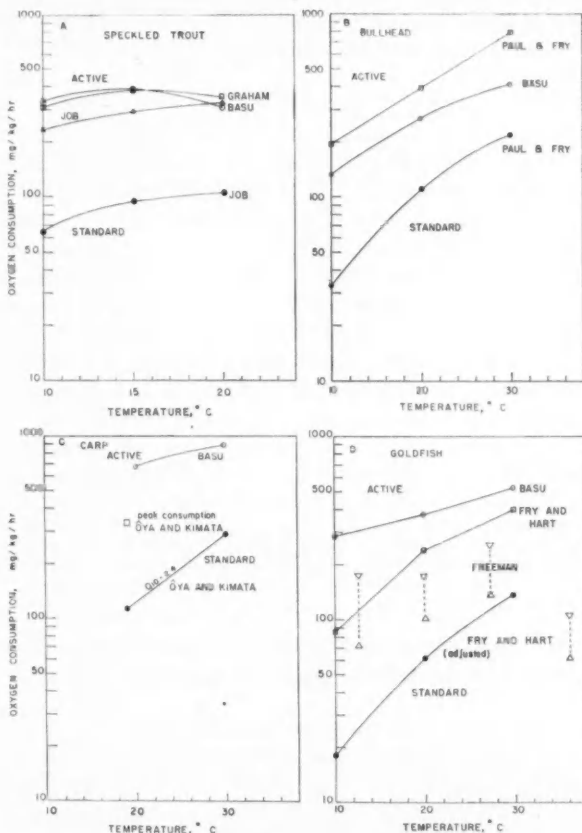 A
SPECKLED TROUT
ACTIVE
GRAHAM
BASU
JOB
JOB
STANDARD
OXYGEN CONSUMPTION, mg/kg/hr
1000
500
100
50
10
10
15
20
TEMPERATURE, °C
B
BULLHEAD
ACTIVE
PAUL & FRY
BASU
PAUL & FRY
STANDARD
1000
500
100
50
10
10
20
30
TEMPERATURE, °C
C
CARP
ACTIVE
BASU
peak consumption
ÔYA AND KIMATA
STANDARD
ÔYA AND KIMATA
OXYGEN CONSUMPTION, mg/kg/hr
1000
500
100
50
10
10
20
30
TEMPERATURE, °C
D
GOLDFISH
ACTIVE
BASU
FRY AND HART
FREEMAN
FRY AND HART
(adjusted)
STANDARD
1000
500
100
50
10
10
20
30
TEMPERATURE, °C